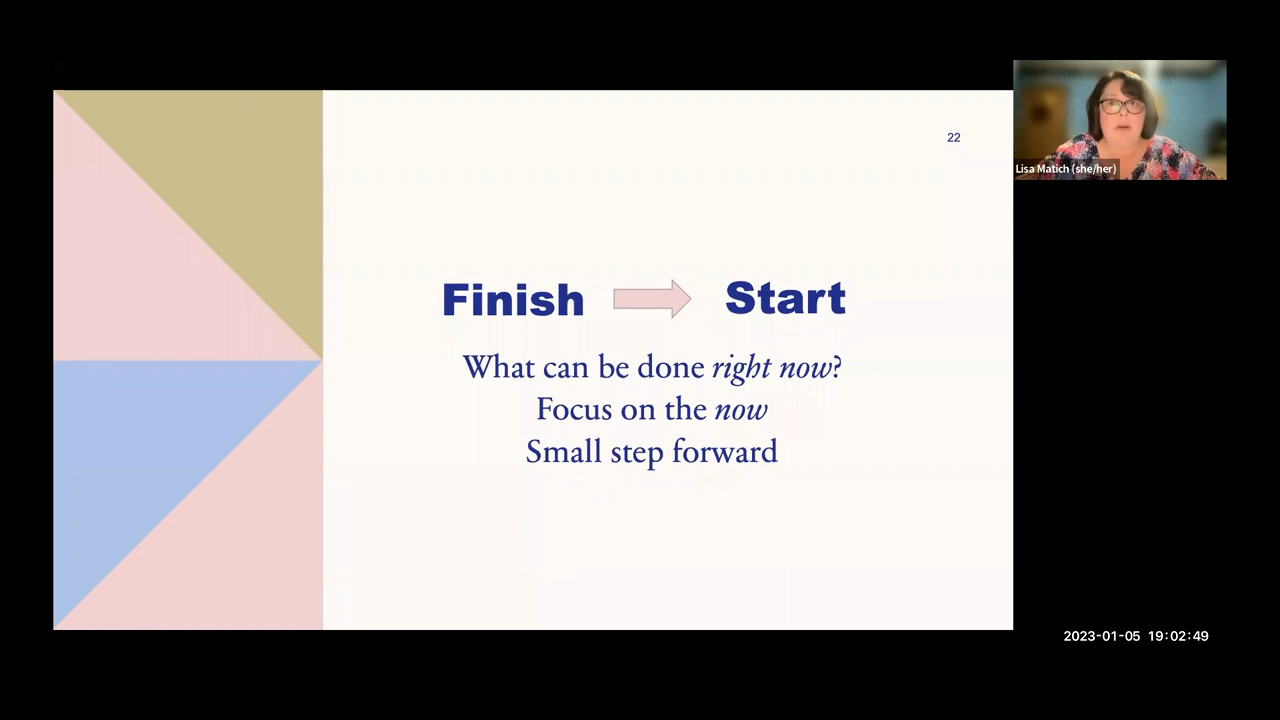 22
Lisa Matich (she/her)
Finish Start
What can be done right now?
Focus on the now
Small step forward
2023-01-05 19:02:49